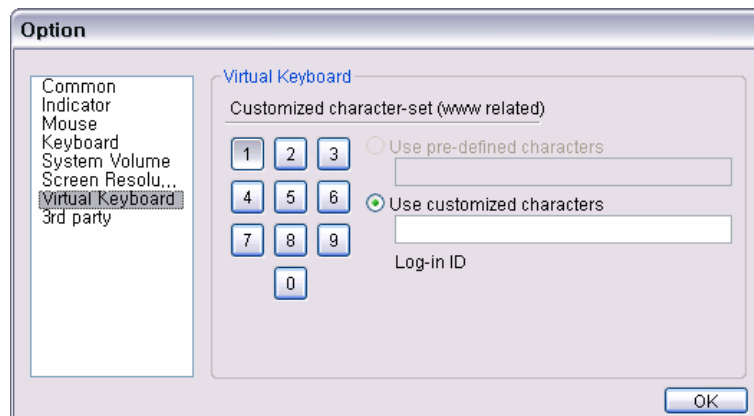 Option
Common
Indicator
Mouse
Keyboard
System Volume
Screen Resolu...
Virtual Keyboard
3rd party
Virtual Keyboard
Customized character-set (www related)
1 2 3
4 5 6
7 8 9
0
Use pre-defined characters
Use customized characters
Log-in ID
OK